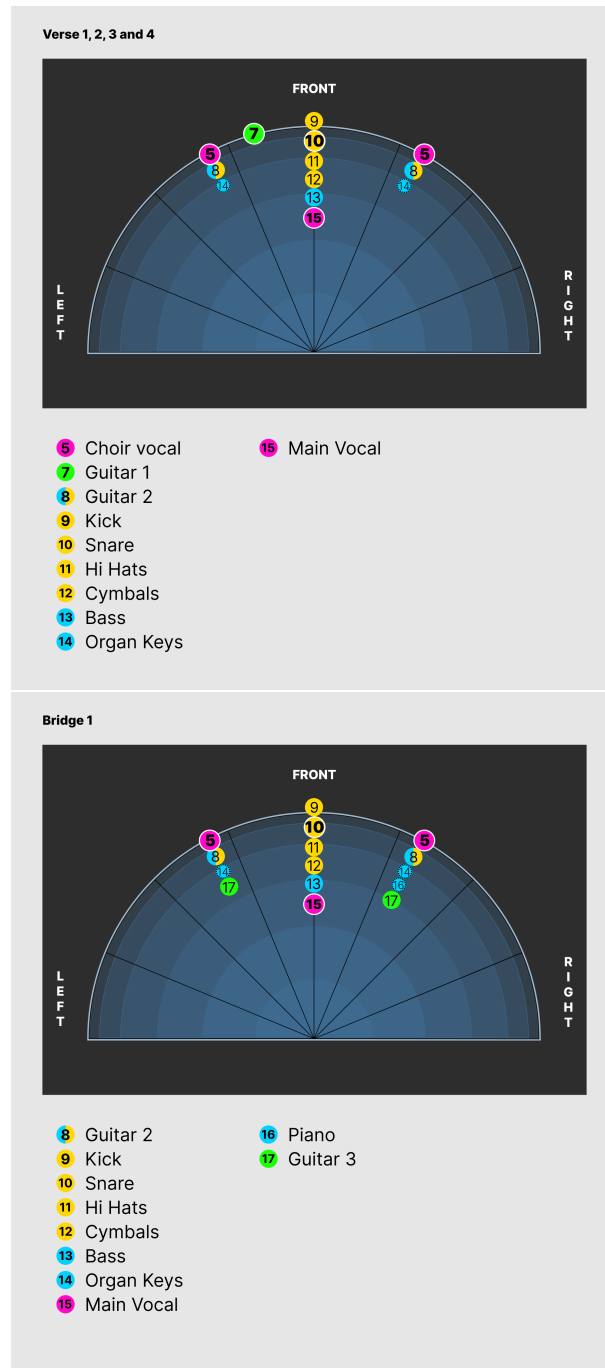 Verse 1, 2, 3 and 4
FRONT
9
7
10
5
5
11
8
8
12
14
14
13
15
L
E
F
T
R
I
G
H
T
5 Choir vocal
15 Main Vocal
7 Guitar 1
8 Guitar 2
9 Kick
10 Snare
11 Hi Hats
12 Cymbals
13 Bass
14 Organ Keys
Bridge 1
FRONT
9
10
5
5
11
8
8
12
14
14
13
16
17
17
15
L
E
F
T
R
I
G
H
T
8 Guitar 2
16 Piano
9 Kick
17 Guitar 3
10 Snare
11 Hi Hats
12 Cymbals
13 Bass
14 Organ Keys
15 Main Vocal